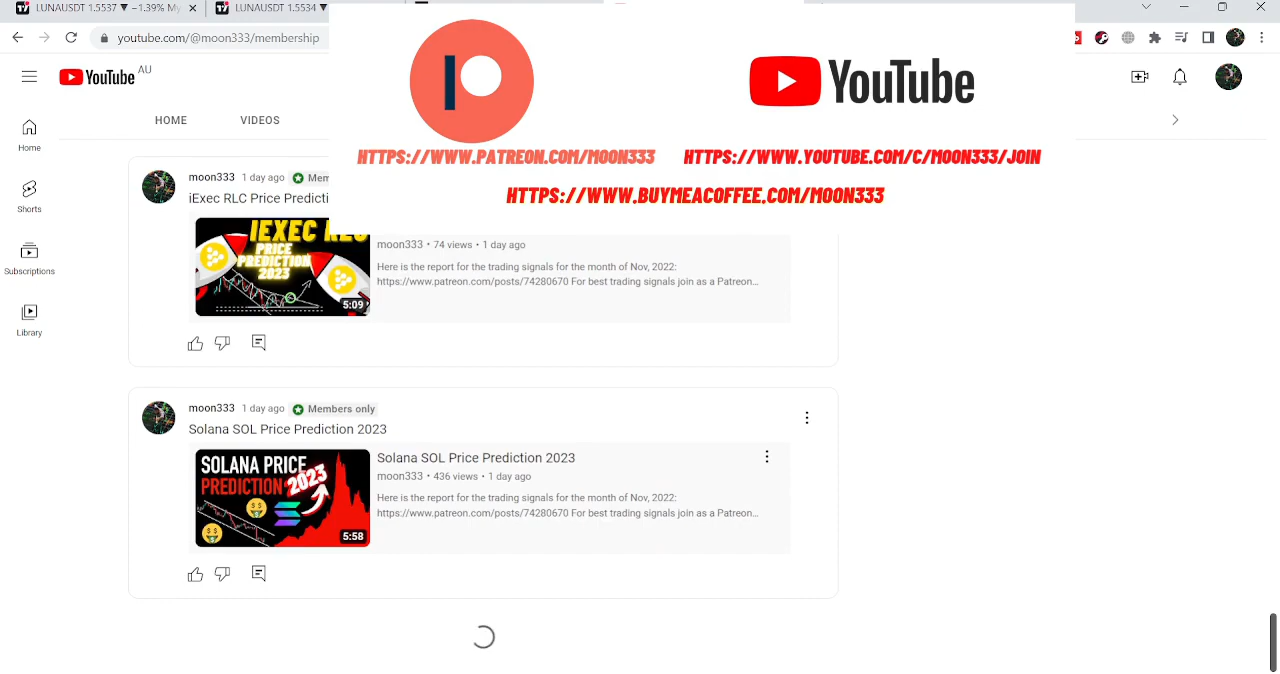 LUNAUSDT 1.5537 ▼ −1.39% My
LUNAUSDT 1.5534 ▼
youtube.com/@moon333/membership
YouTube AU
YouTube
HOME VIDEOS
HTTPS://WWW.PATREON.COM/MOON333
HTTPS://WWW.YOUTUBE.COM/C/MOON333/JOIN
HTTPS://WWW.BUYMEACOFFEE.COM/MOON333
Home
Shorts
Subscriptions
Library
moon333 1 day ago Mem
iExec RLC Price Predicti
IEXEC RLC
PRICE
PREDICTION
2023
5:09
moon333 • 74 views • 1 day ago
Here is the report for the trading signals for the month of Nov, 2022:
https://www.patreon.com/posts/74280670 For best trading signals join as a Patreon...
moon333 1 day ago Members only
Solana SOL Price Prediction 2023
SOLANA PRICE
PREDICTION 2023
5:58
Solana SOL Price Prediction 2023
moon333 • 436 views • 1 day ago
Here is the report for the trading signals for the month of Nov, 2022:
https://www.patreon.com/posts/74280670 For best trading signals join as a Patreon...